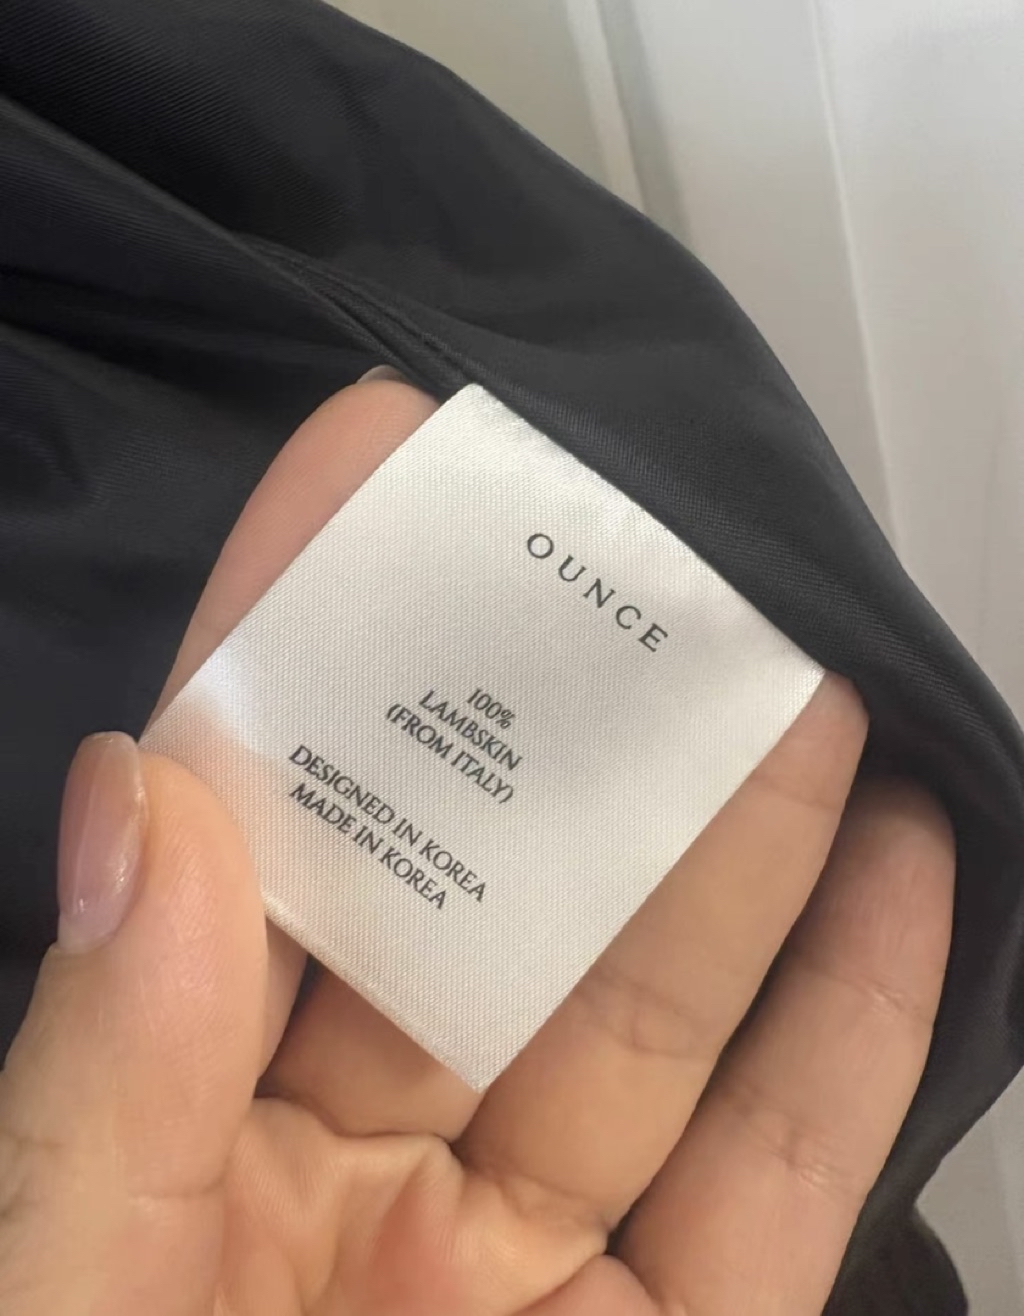 OUNCE
100%
LAMBSKIN
(FROM ITALY)
DESIGNED IN KOREA
MADE IN KOREA